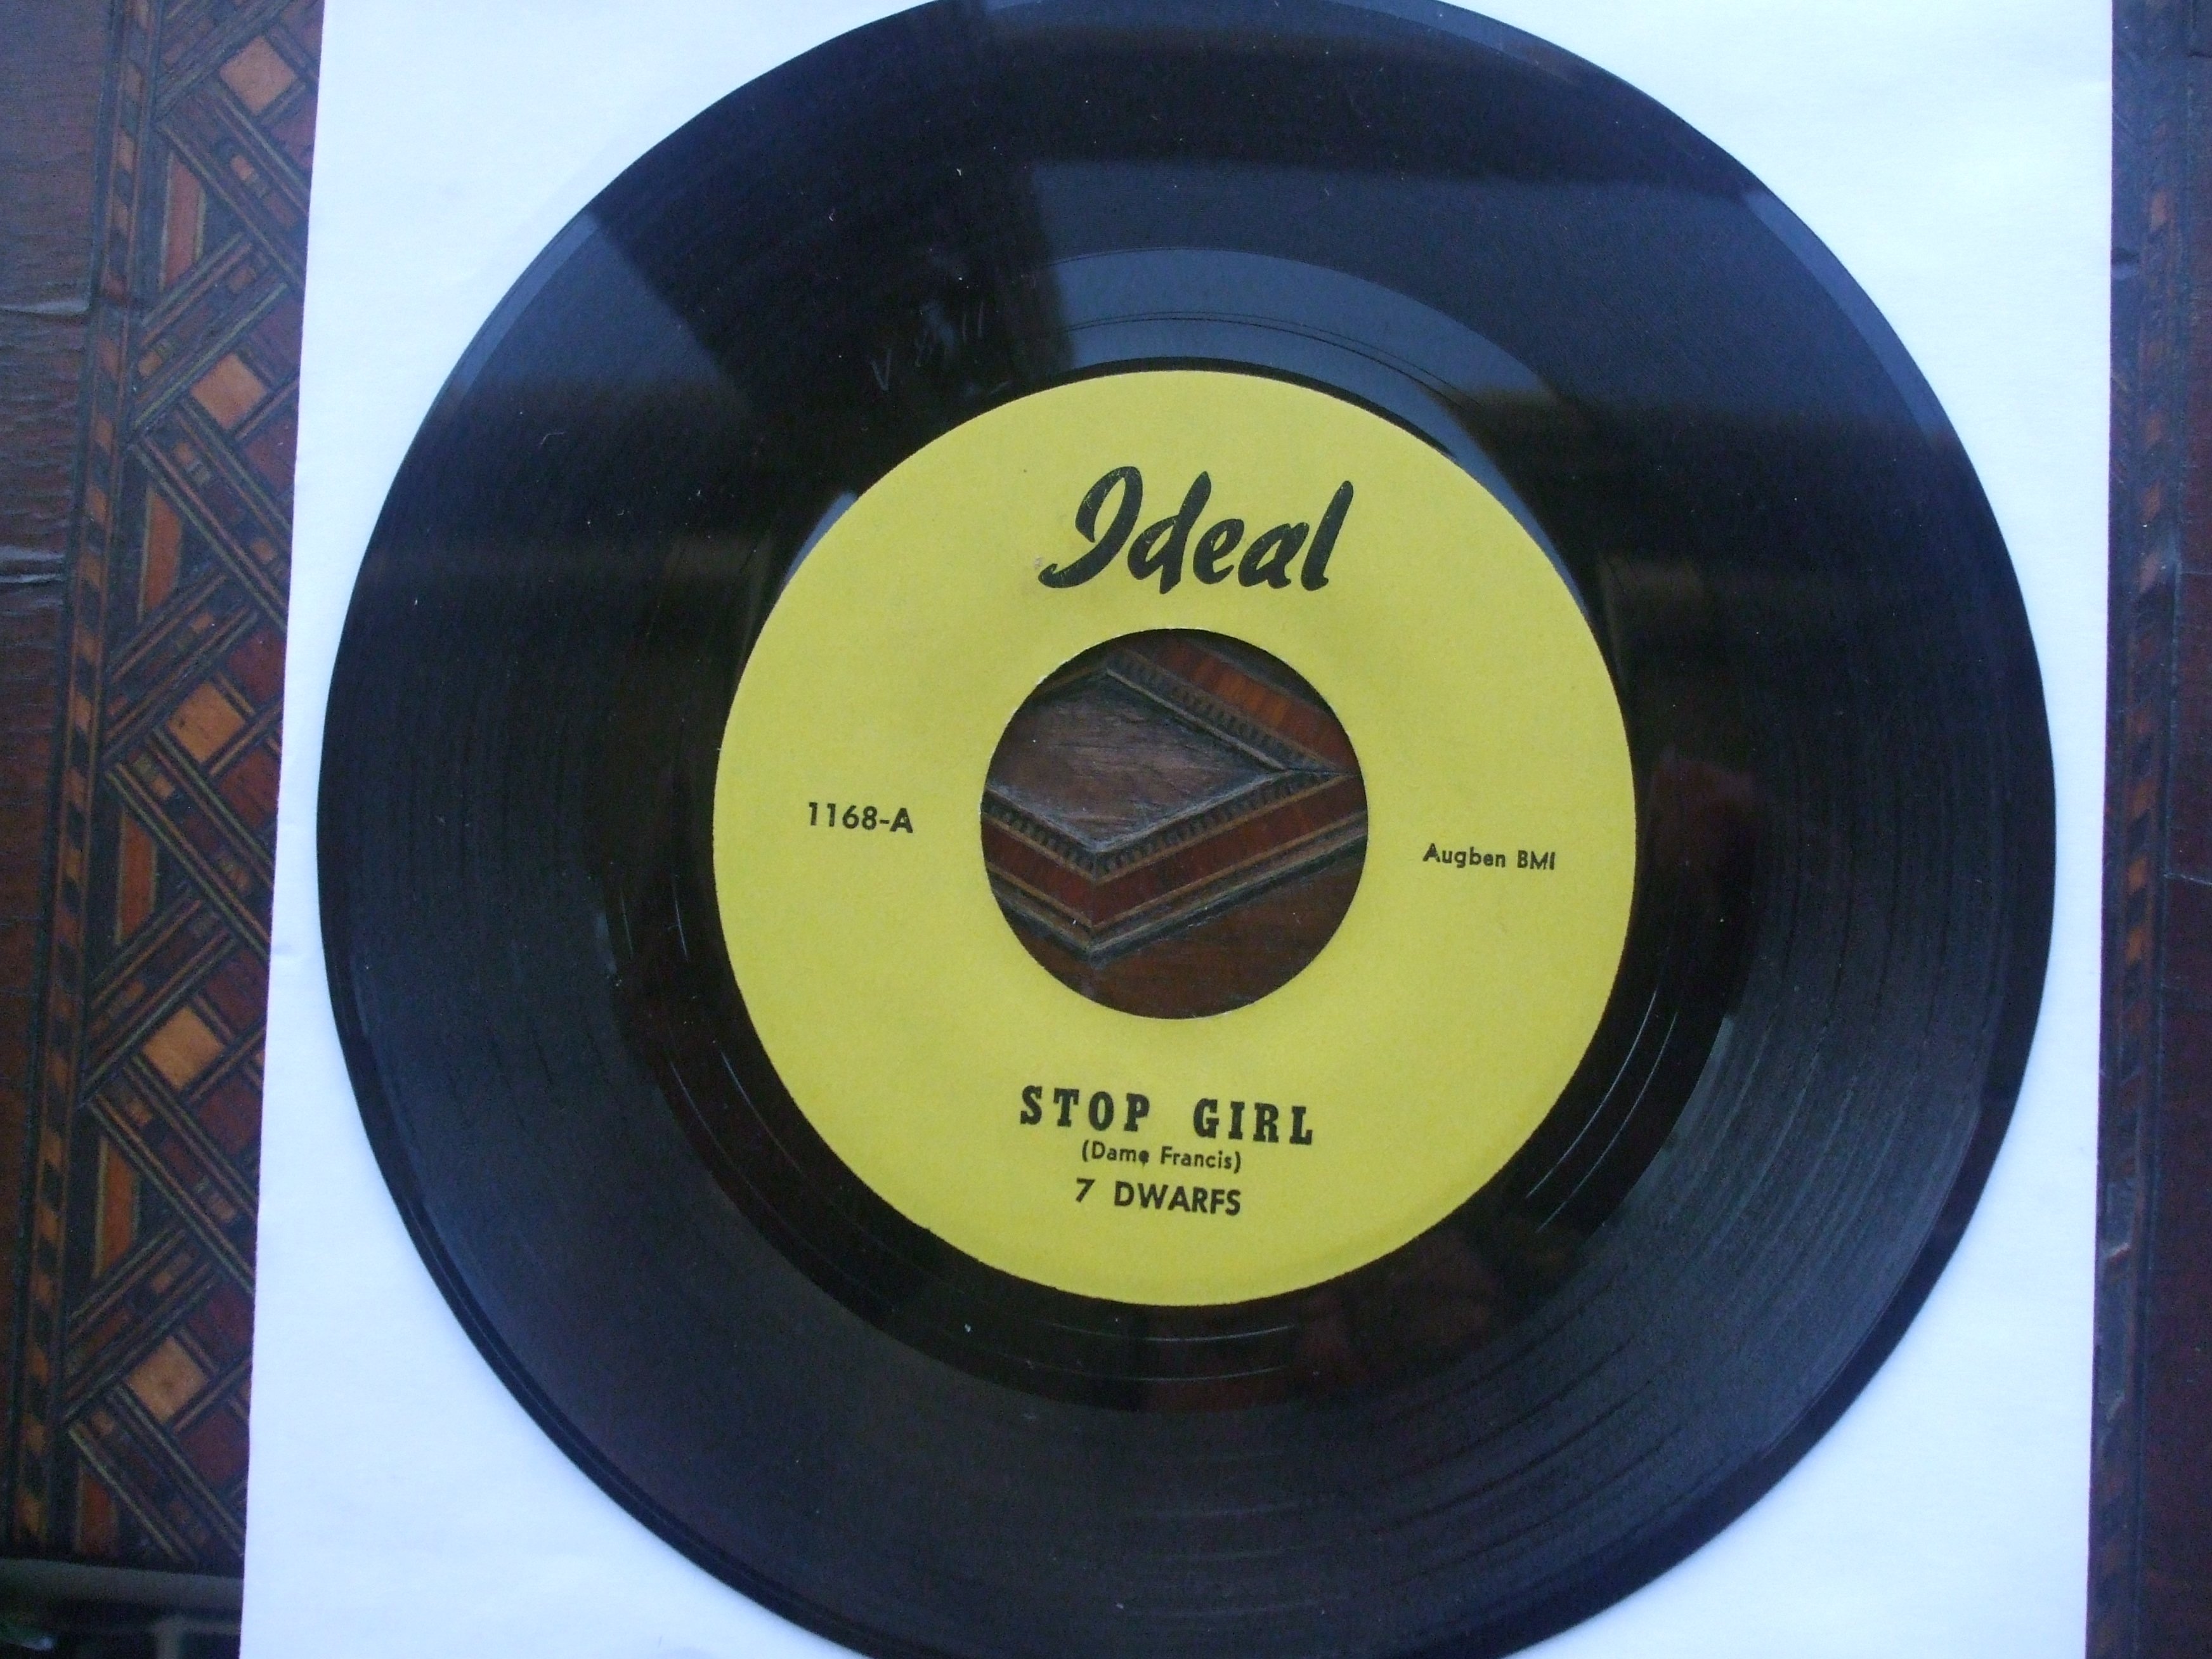 Ideal
1168-A
Augben BMI
STOP GIRL
(Dame Francis)
7 DWARFS